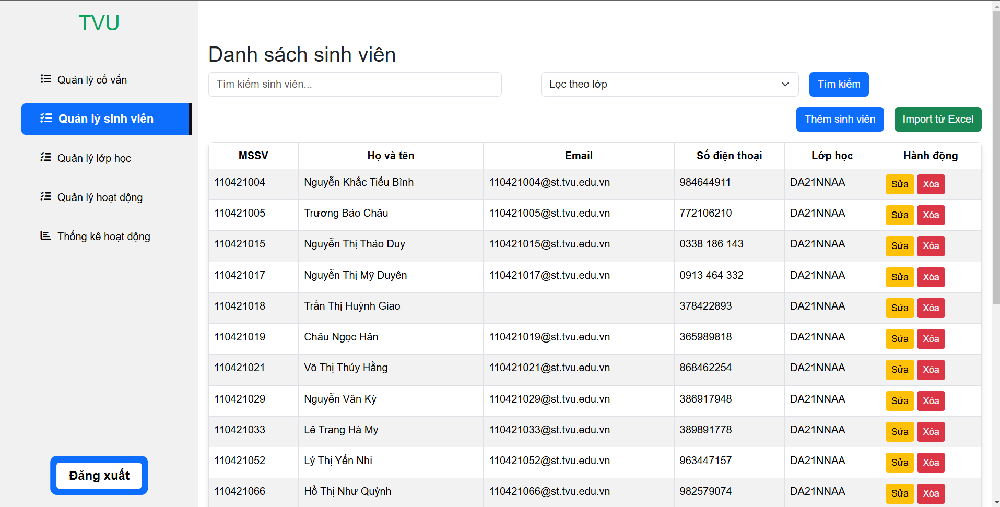 TVU
Quản lý cố vấn
Quản lý sinh viên
Quản lý lớp học
Quản lý hoạt động
Thống kê hoạt động
Đăng xuất
Danh sách sinh viên
Tìm kiếm sinh viên... Lọc theo lớp Tìm kiếm
Thêm sinh viên Import từ Excel
MSSV Họ và tên Email Số điện thoại Lớp học Hành động
110421004 Nguyễn Khắc Tiểu Bình 110421004@st.tvu.edu.vn 984644911 DA21NNAA Sửa Xóa
110421005 Trương Bảo Châu 110421005@st.tvu.edu.vn 772106210 DA21NNAA Sửa Xóa
110421015 Nguyễn Thị Thảo Duy 110421015@st.tvu.edu.vn 0338 186 143 DA21NNAA Sửa Xóa
110421017 Nguyễn Thị Mỹ Duyên 110421017@st.tvu.edu.vn 0913 464 332 DA21NNAA Sửa Xóa
110421018 Trần Thị Huỳnh Giao 378422893 DA21NNAA Sửa Xóa
110421019 Châu Ngọc Hân 110421019@st.tvu.edu.vn 365989818 DA21NNAA Sửa Xóa
110421021 Võ Thị Thúy Hằng 110421021@st.tvu.edu.vn 868462254 DA21NNAA Sửa Xóa
110421029 Nguyễn Văn Kỳ 110421029@st.tvu.edu.vn 386917948 DA21NNAA Sửa Xóa
110421033 Lê Trang Hà My 110421033@st.tvu.edu.vn 389891778 DA21NNAA Sửa Xóa
110421052 Lý Thị Yến Nhi 110421052@st.tvu.edu.vn 963447157 DA21NNAA Sửa Xóa
110421066 Hồ Thị Như Quỳnh 110421066@st.tvu.edu.vn 982579074 DA21NNAA Sửa Xóa